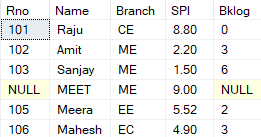 Rno Name Branch SPI Bklog
101 Raju CE 8.80 0
102 Amit ME 2.20 3
103 Sanjay ME 1.50 6
NULL MEET ME 9.00 NULL
105 Meera EE 5.52 2
106 Mahesh EC 4.90 3